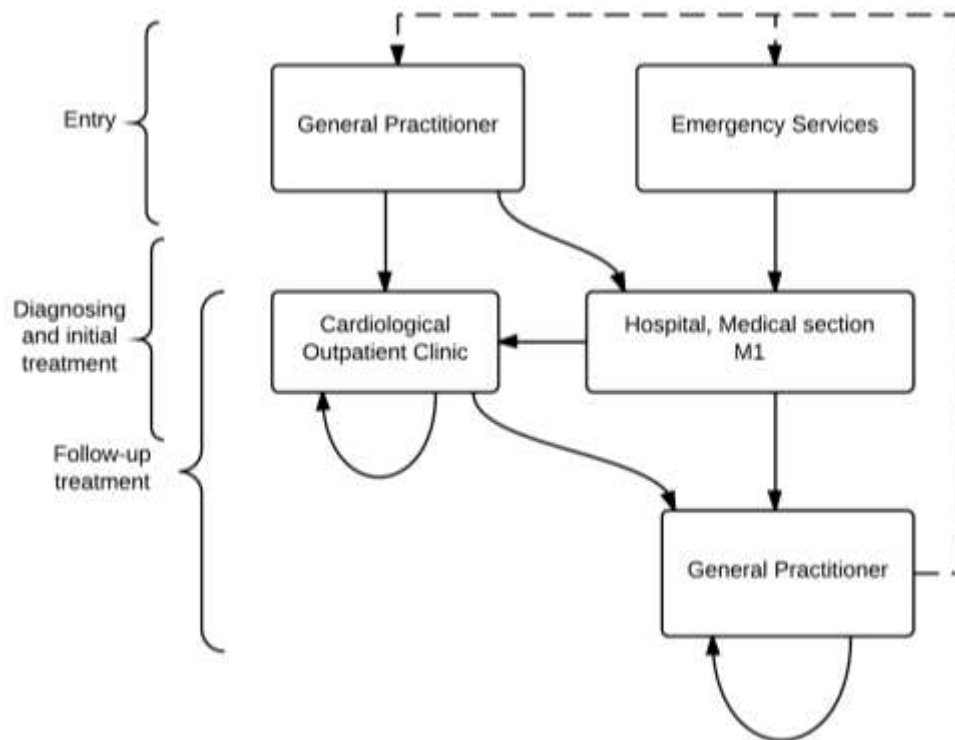 Entry
General Practitioner
Emergency Services
Diagnosing
and initial
treatment
Cardiological
Outpatient Clinic
Hospital, Medical section
M1
Follow-up
treatment
General Practitioner